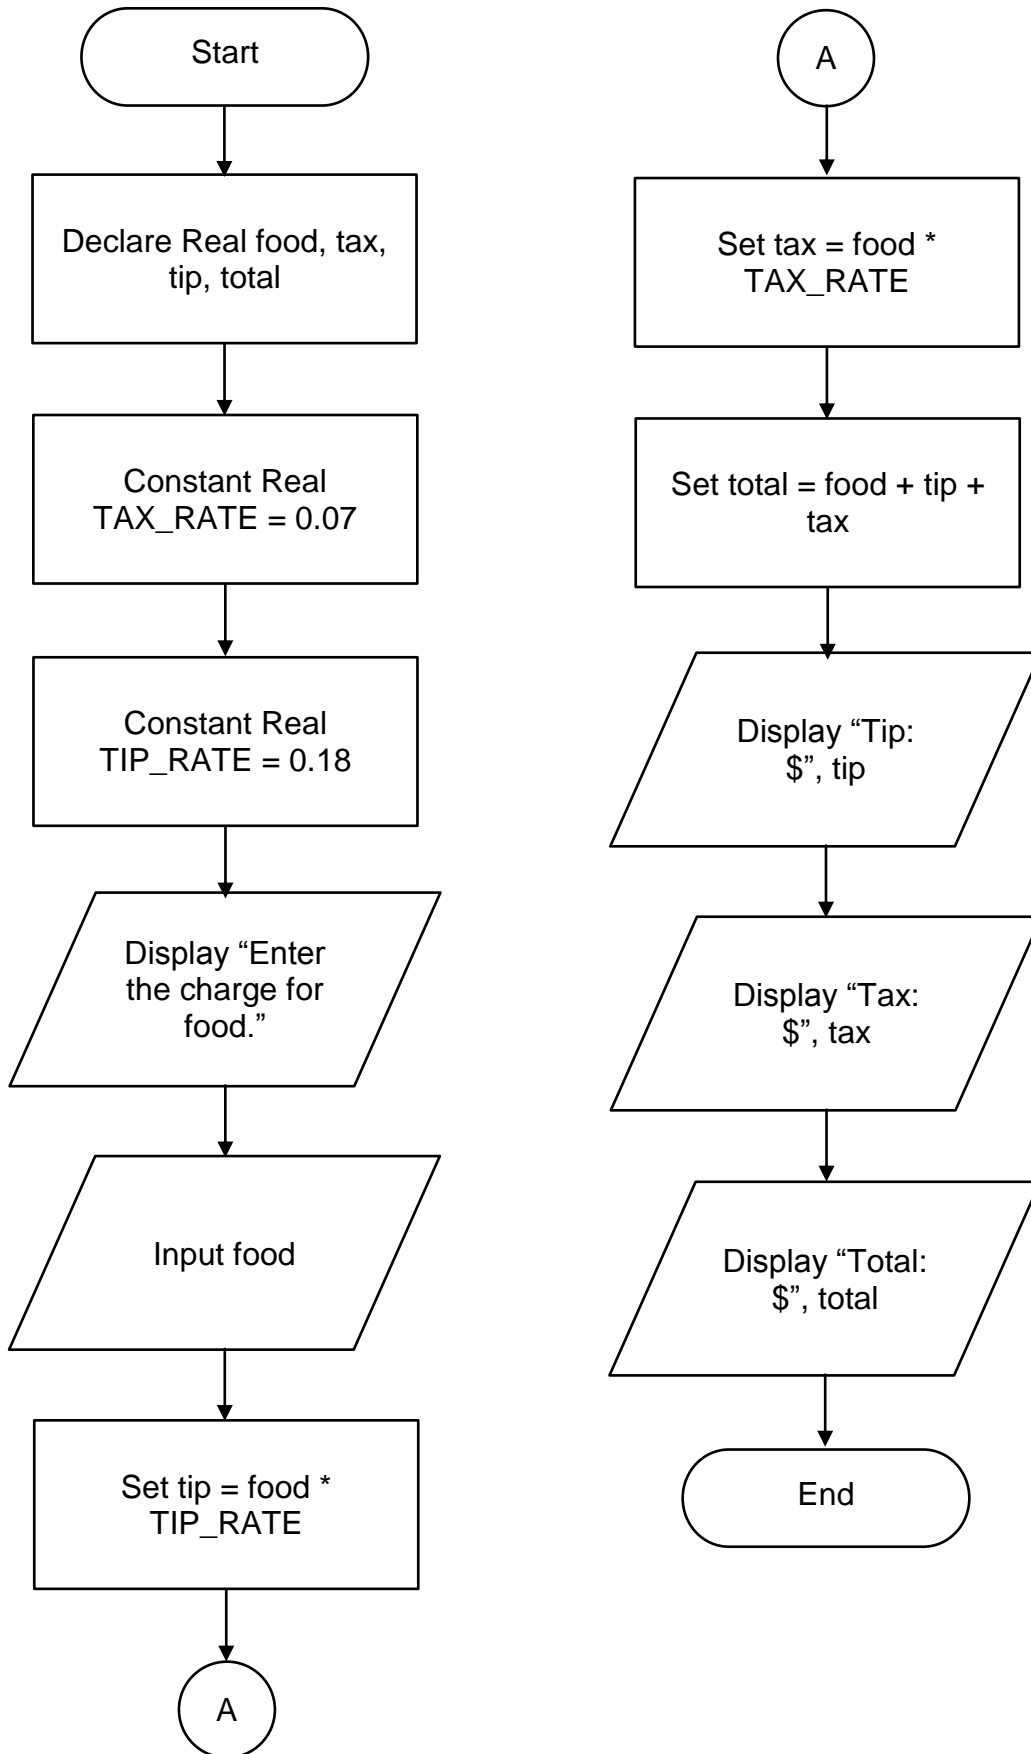 Start
Declare Real food, tax,
tip, total
Constant Real
TAX_RATE = 0.07
Constant Real
TIP_RATE = 0.18
Display “Enter
the charge for
food.”
Input food
Set tip = food *
TIP_RATE
A
A
Set tax = food *
TAX_RATE
Set total = food + tip +
tax
Display “Tip:
$”, tip
Display “Tax:
$”, tax
Display “Total:
$”, total
End